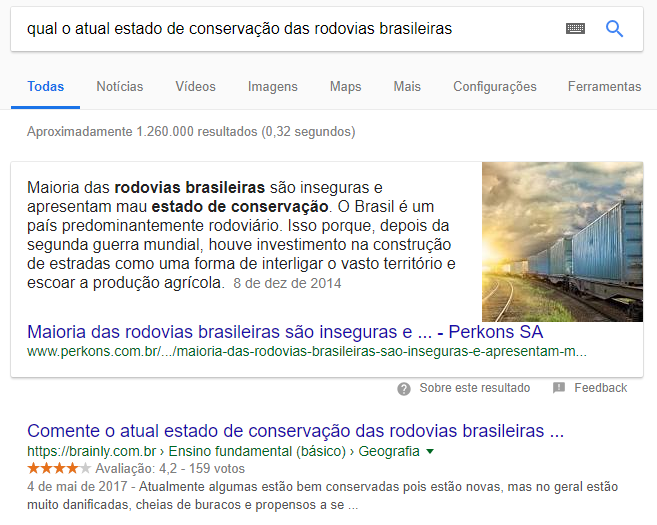 qual o atual estado de conservação das rodovias brasileiras
Todas Notícias Vídeos Imagens Maps Mais Configurações Ferramentas
Aproximadamente 1.260.000 resultados (0,32 segundos)
Maioria das rodovias brasileiras são inseguras e
apresentam mau estado de conservação. O Brasil é um
país predominantemente rodoviário. Isso porque, depois da
segunda guerra mundial, houve investimento na construção
de estradas como uma forma de interligar o vasto território e
escoar a produção agrícola. 8 de dez de 2014
Maioria das rodovias brasileiras são inseguras e ... - Perkons SA
www.perkons.com.br/.../maioria-das-rodovias-brasileiras-sao-inseguras-e-apresentam-m...
Sobre este resultado Feedback
Comente o atual estado de conservação das rodovias brasileiras ...
https://brainly.com.br › Ensino fundamental (básico) › Geografia
Avaliação: 4,2 - 159 votos
4 de mai de 2017 - Atualmente algumas estão bem conservadas pois estão novas, mas no geral estão
muito danificadas, cheias de buracos e propensos a se ...